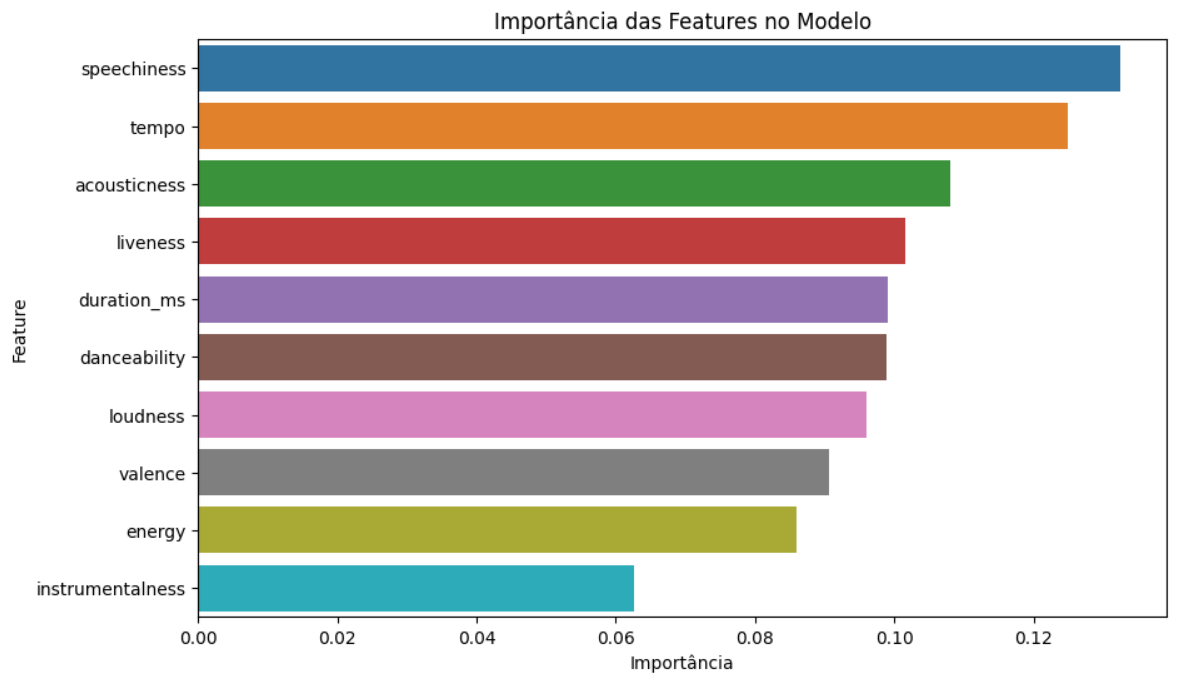 Importância das Features no Modelo
Feature
speechiness
tempo
acousticness
liveness
duration_ms
danceability
loudness
valence
energy
instrumentalness
0.00 0.02 0.04 0.06 0.08 0.10 0.12
Importância